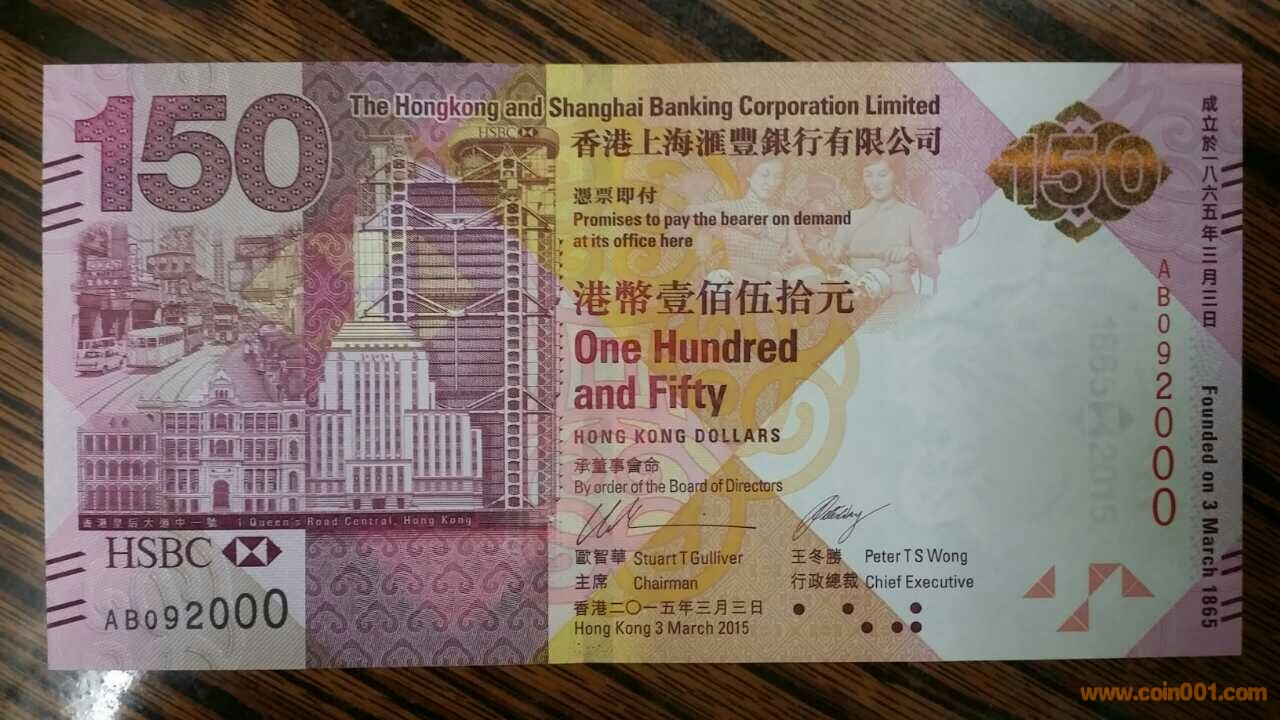 150
The Hongkong and Shanghai Banking Corporation Limited
香港上海滙豐銀行有限公司
HSBC
憑票即付
Promises to pay the bearer on demand
at its office here
港幣壹佰伍拾元
One Hundred
and Fifty
HONG KONG DOLLARS
承董事會命
By order of the Board of Directors
歐智華 Stuart T Gulliver
主席 Chairman
王冬勝 Peter T S Wong
行政總裁 Chief Executive
香港二〇一五年三月三日
Hong Kong 3 March 2015
香港皇后大道中一號 1 Queen's Road Central, Hong Kong
HSBC
AB092000
150
AB092000
成立於一八六五年三月三日
Founded on 3 March 1865
www.coin001.com